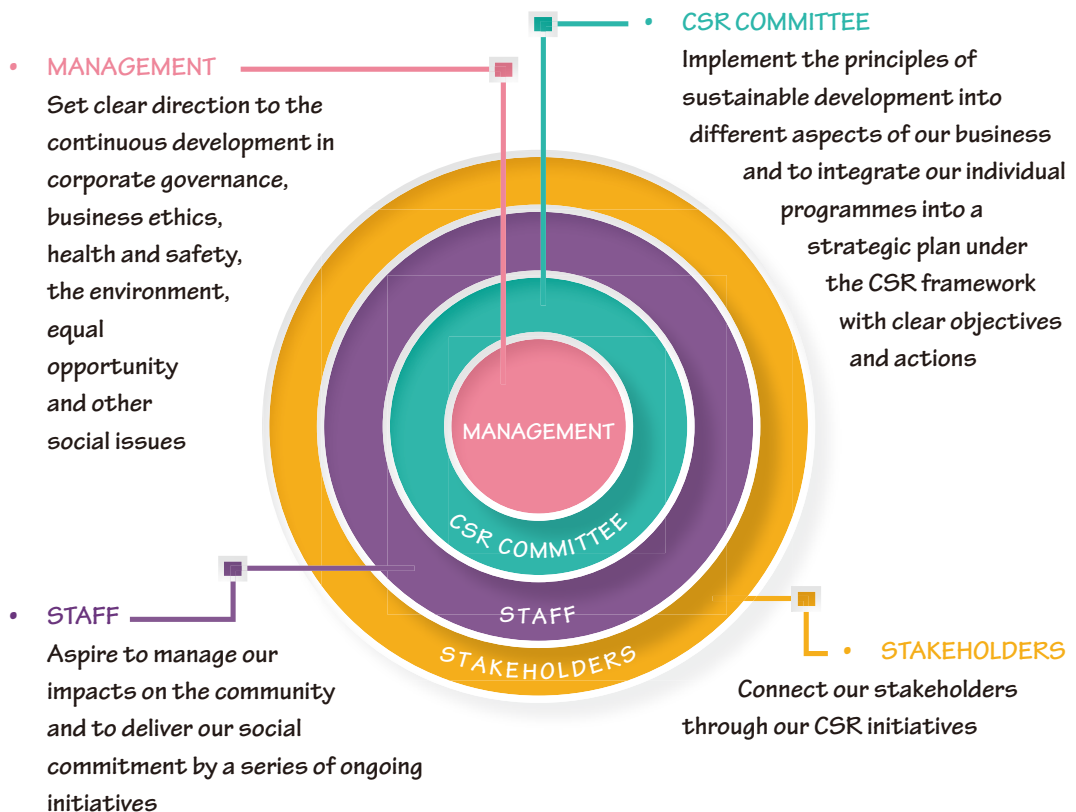 • MANAGEMENT
Set clear direction to the
continuous development in
corporate governance,
business ethics,
health and safety,
the environment,
equal
opportunity
and other
social issues
• CSR COMMITTEE
Implement the principles of
sustainable development into
different aspects of our business
and to integrate our individual
programmes into a
strategic plan under
the CSR framework
with clear objectives
and actions
MANAGEMENT
CSR COMMITTEE
STAFF
STAKEHOLDERS
• STAFF
Aspire to manage our
impacts on the community
and to deliver our social
commitment by a series of ongoing
initiatives
• STAKEHOLDERS
Connect our stakeholders
through our CSR initiatives